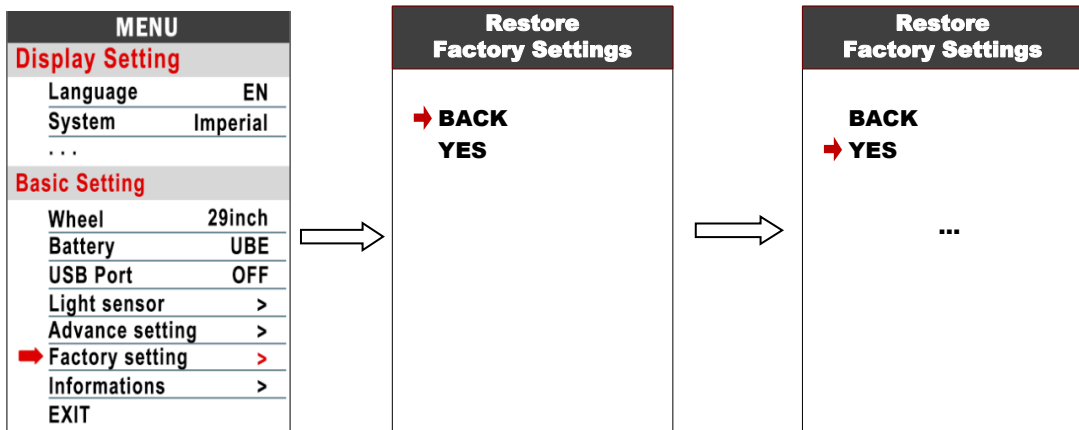 MENU
Display Setting
Language EN
System Imperial
. . .
Basic Setting
Wheel 29inch
Battery UBE
USB Port OFF
Light sensor >
Advance setting >
Factory setting >
Informations >
EXIT
Restore
Factory Settings
BACK
YES
Restore
Factory Settings
BACK
YES
...